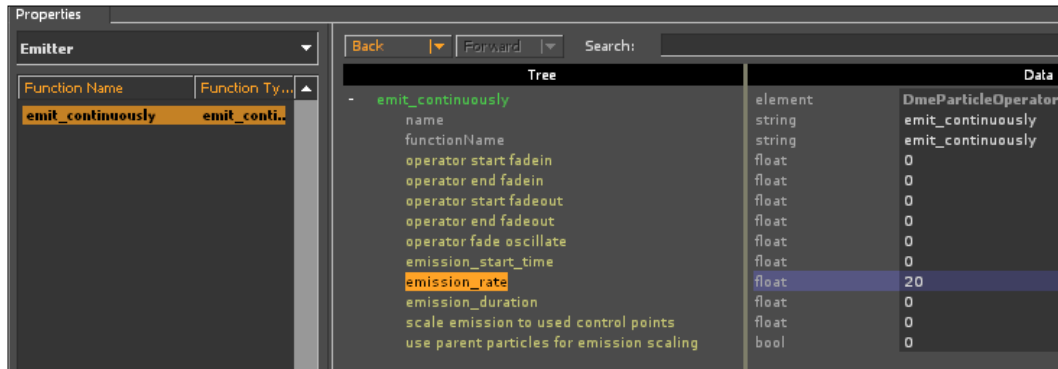 Properties
Emitter
Function Name Function Ty...
emit_continuously emit_conti..
Back Forward Search:
Tree Data
- emit_continuously element DmeParticleOperator
name string emit_continuously
functionName string emit_continuously
operator start fadein float 0
operator end fadein float 0
operator start fadeout float 0
operator end fadeout float 0
operator fade oscillate float 0
emission_start_time float 0
emission_rate float 20
emission_duration float 0
scale emission to used control points float 0
use parent particles for emission scaling bool 0